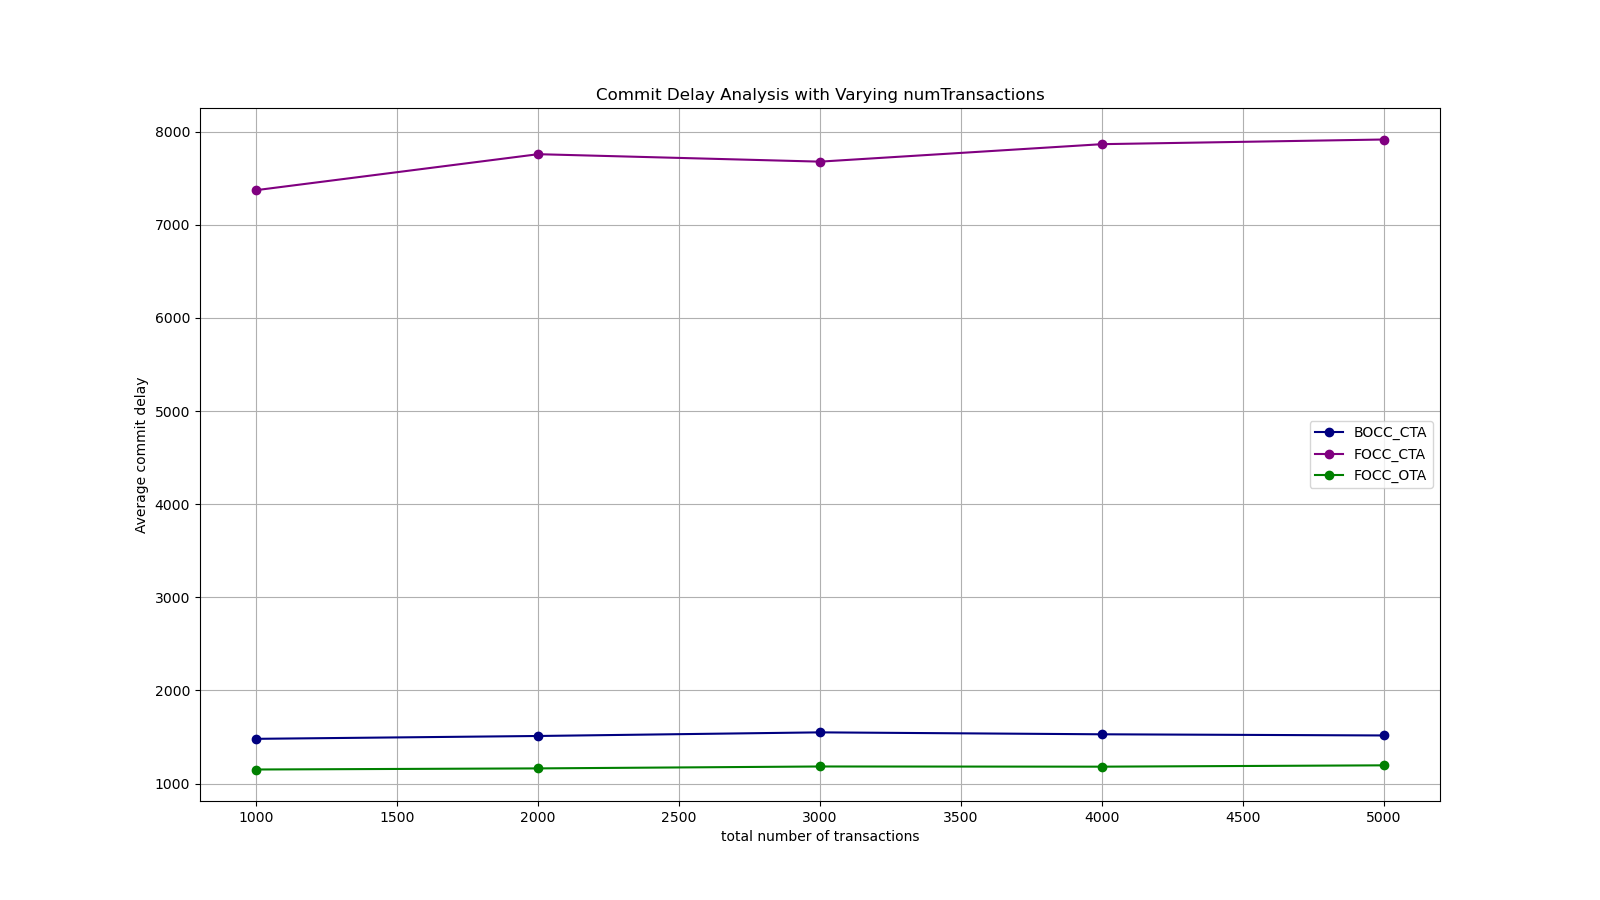 Commit Delay Analysis with Varying numTransactions
8000
7000
6000
5000
4000
3000
2000
1000
Average commit delay
BOCC_CTA
FOCC_CTA
FOCC_OTA
1000 1500 2000 2500 3000 3500 4000 4500 5000
total number of transactions